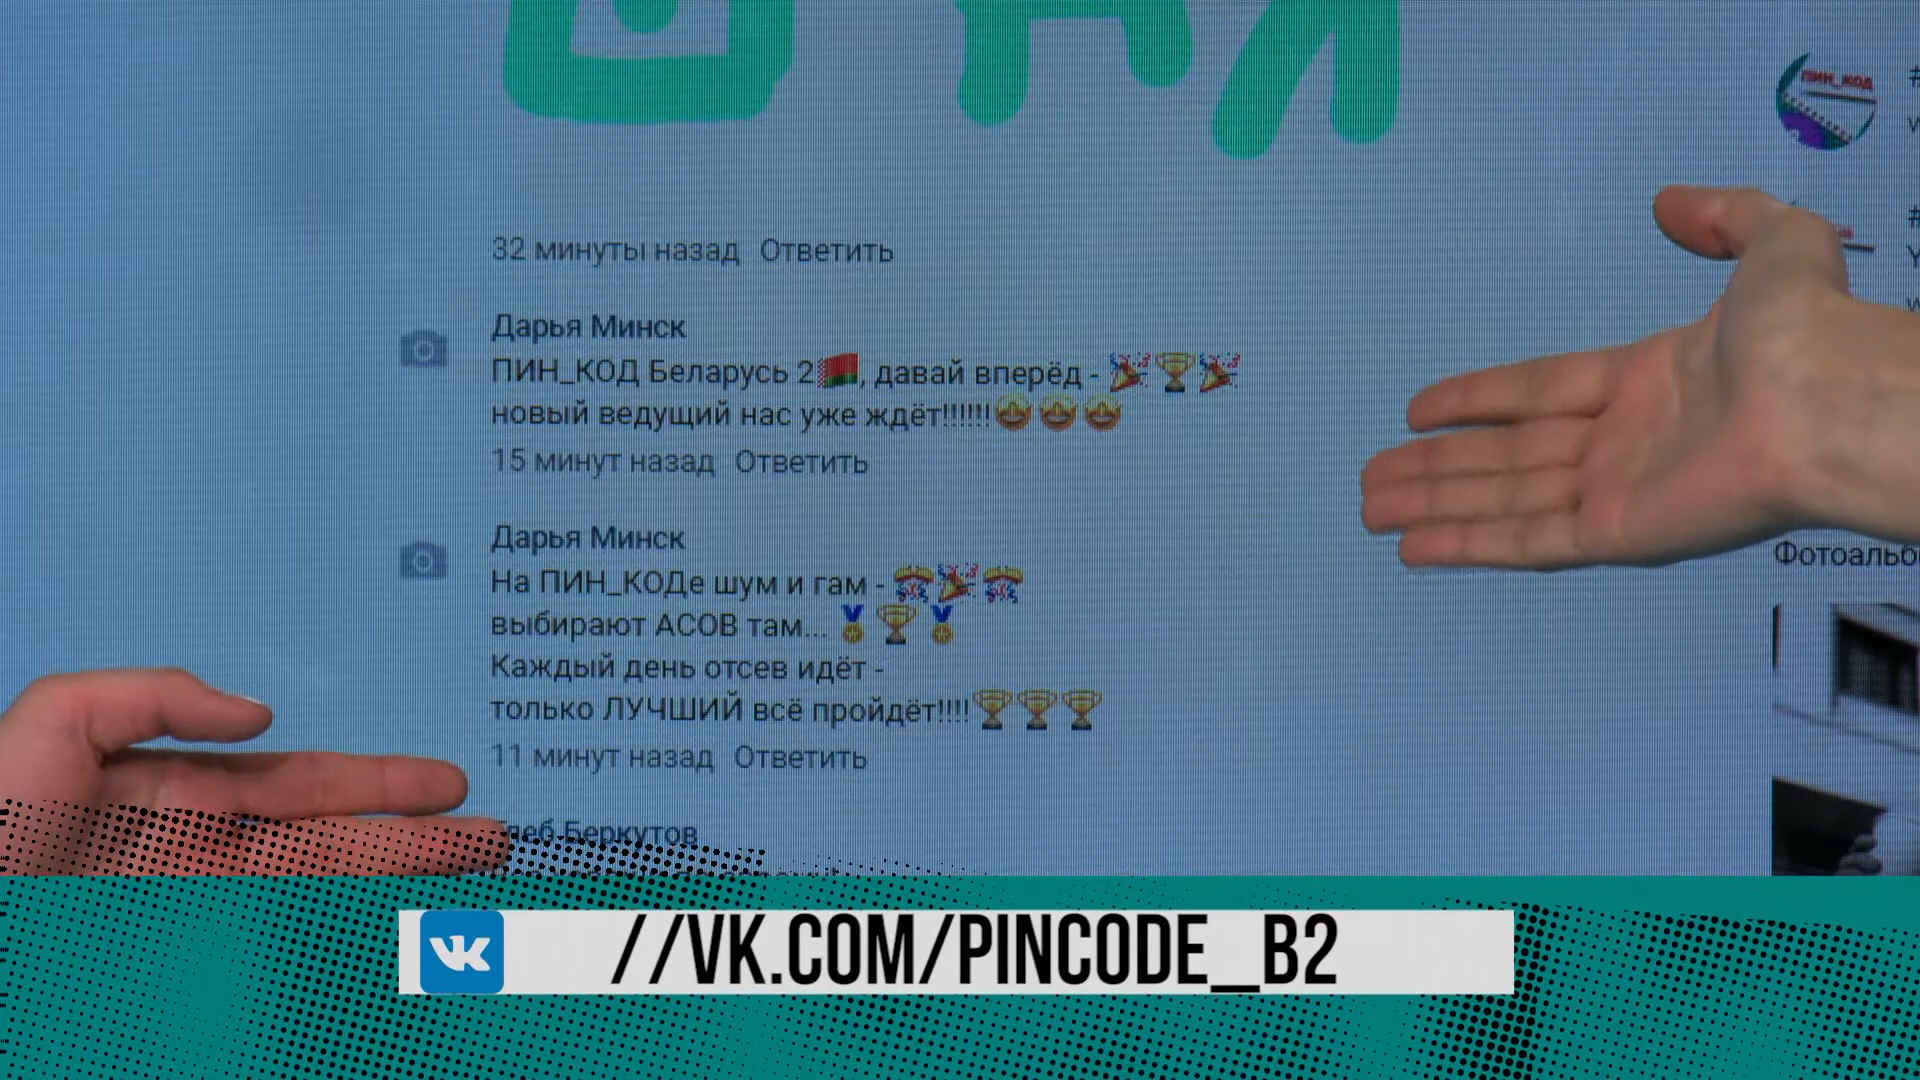 ПИН_КОД
32 минуты назад Ответить
Дарья Минск
ПИН_КОД Беларусь 2🇧🇾, давай вперёд - 🎉🏆🎉
новый ведущий нас уже ждёт!!!!!!🤩🤩🤩
15 минут назад Ответить
Дарья Минск
На ПИН_КОДе шум и гам - 🎊🎉🎊
выбирают АСОВ там... 🏅🏆🏅
Каждый день отсев идёт -
только ЛУЧШИЙ всё пройдёт!!!!🏆🏆🏆
11 минут назад Ответить
Фотоальбо
Глеб Беркутов
VK //VK.COM/PINCODE_B2